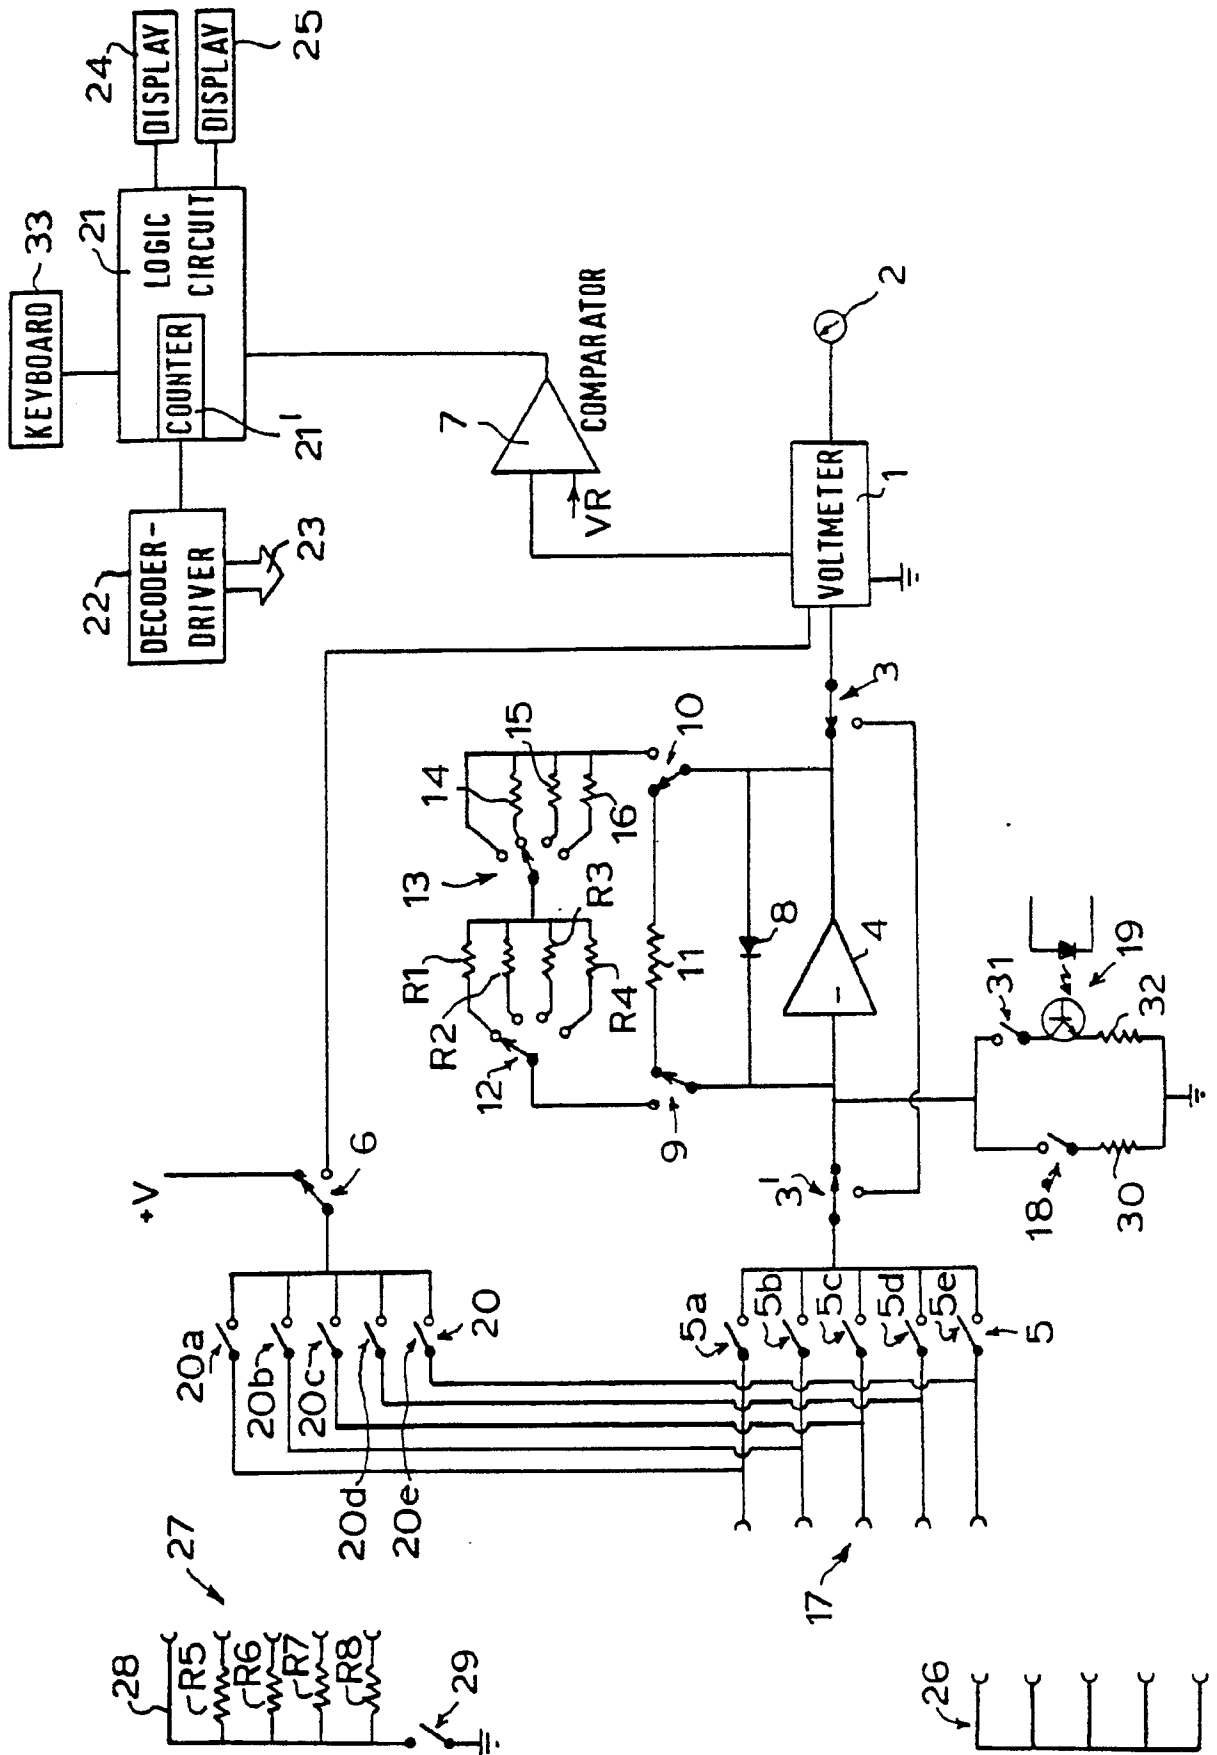 KEYBOARD
33
24
DISPLAY
DISPLAY
25
21
LOGIC
CIRCUIT
COUNTER
21'
22
DECODER-
DRIVER
23
7
COMPARATOR
VR
2
VOLTMETER
1
3
10
15
14
16
13
R3
R1
R2
R4
12
11
8
4
9
3'
31
19
32
18
30
+V
6
20a
20b
20c
20d
20e
20
5a
5b
5c
5d
5e
5
17
27
28
R5
R6
R7
R8
29
26